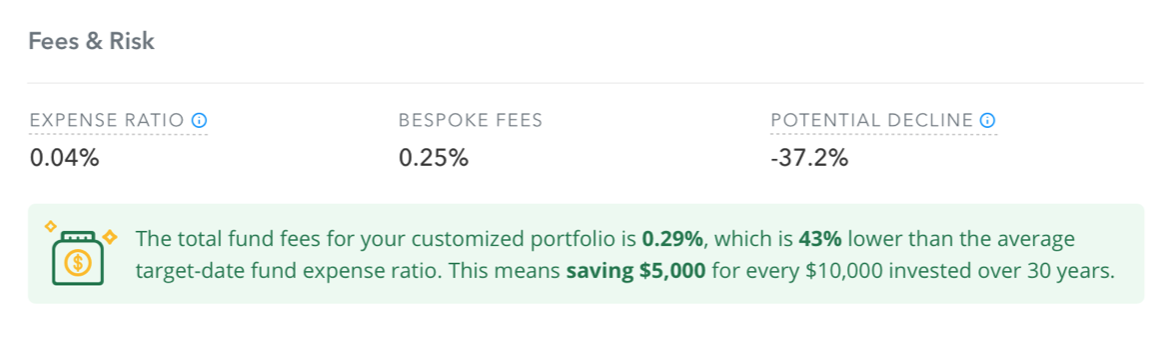 Fees & Risk
EXPENSE RATIO
BESPOKE FEES
POTENTIAL DECLINE
0.04%
0.25%
-37.2%
The total fund fees for your customized portfolio is 0.29%, which is 43% lower than the average
target-date fund expense ratio. This means saving $5,000 for every $10,000 invested over 30 years.